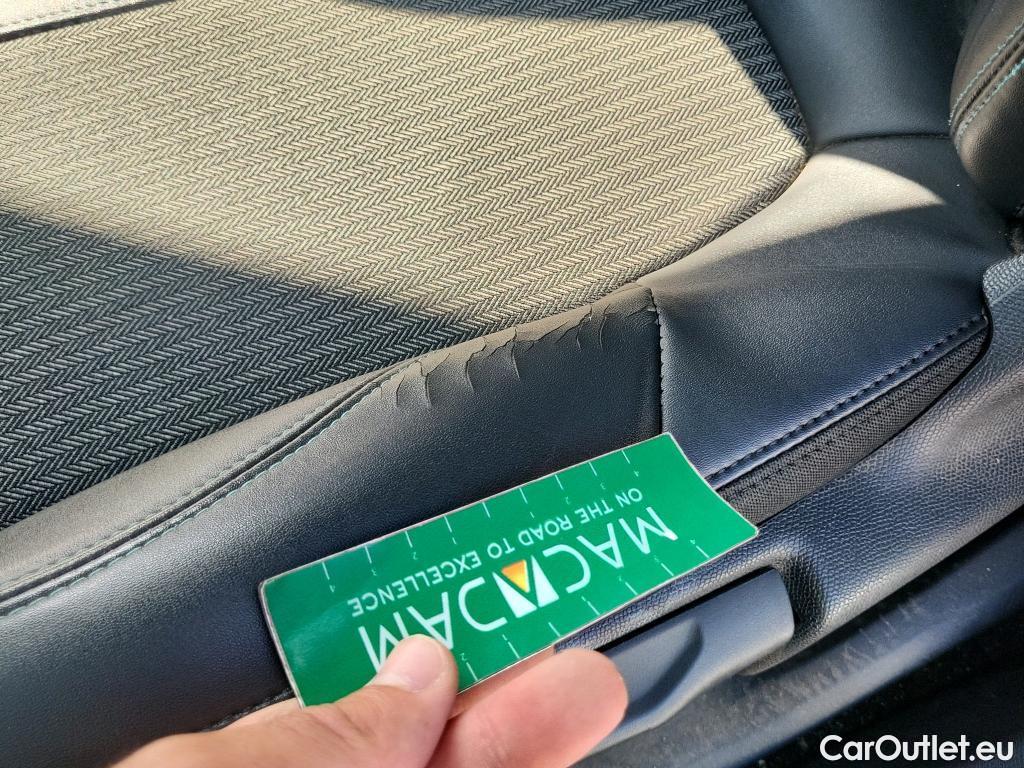 MACADAM
ON THE ROAD TO EXCELLENCE
CarOutlet.eu